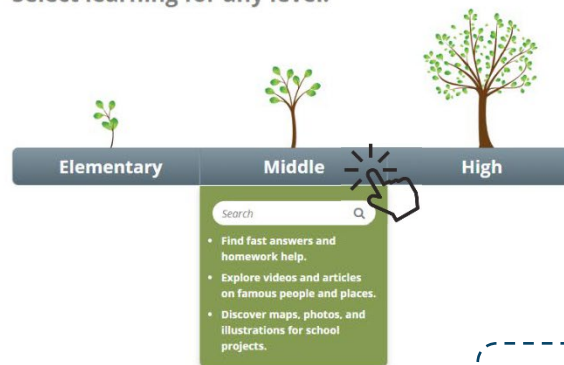 Select learning for any level.
Elementary Middle High
Search
• Find fast answers and
homework help.
• Explore videos and articles
on famous people and places.
• Discover maps, photos, and
illustrations for school
projects.